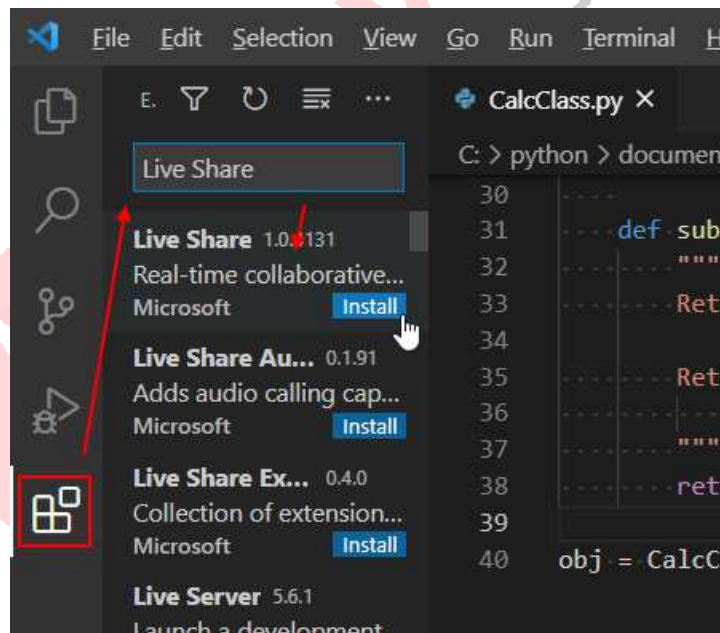 File Edit Selection View Go Run Terminal H
E.
CalcClass.py
C: > python > documen
Live Share
Live Share
Real-time collaborative...
Microsoft Install
Live Share Au... 0.1.91
Adds audio calling cap...
Microsoft Install
Live Share Ex... 0.4.0
Collection of extension...
Microsoft Install
Live Server 5.6.1
Launch a development
30
31 def sub
32 """
33 Ret
34
35 Ret
36
37 """
38 ret
39
40 obj = CalcC